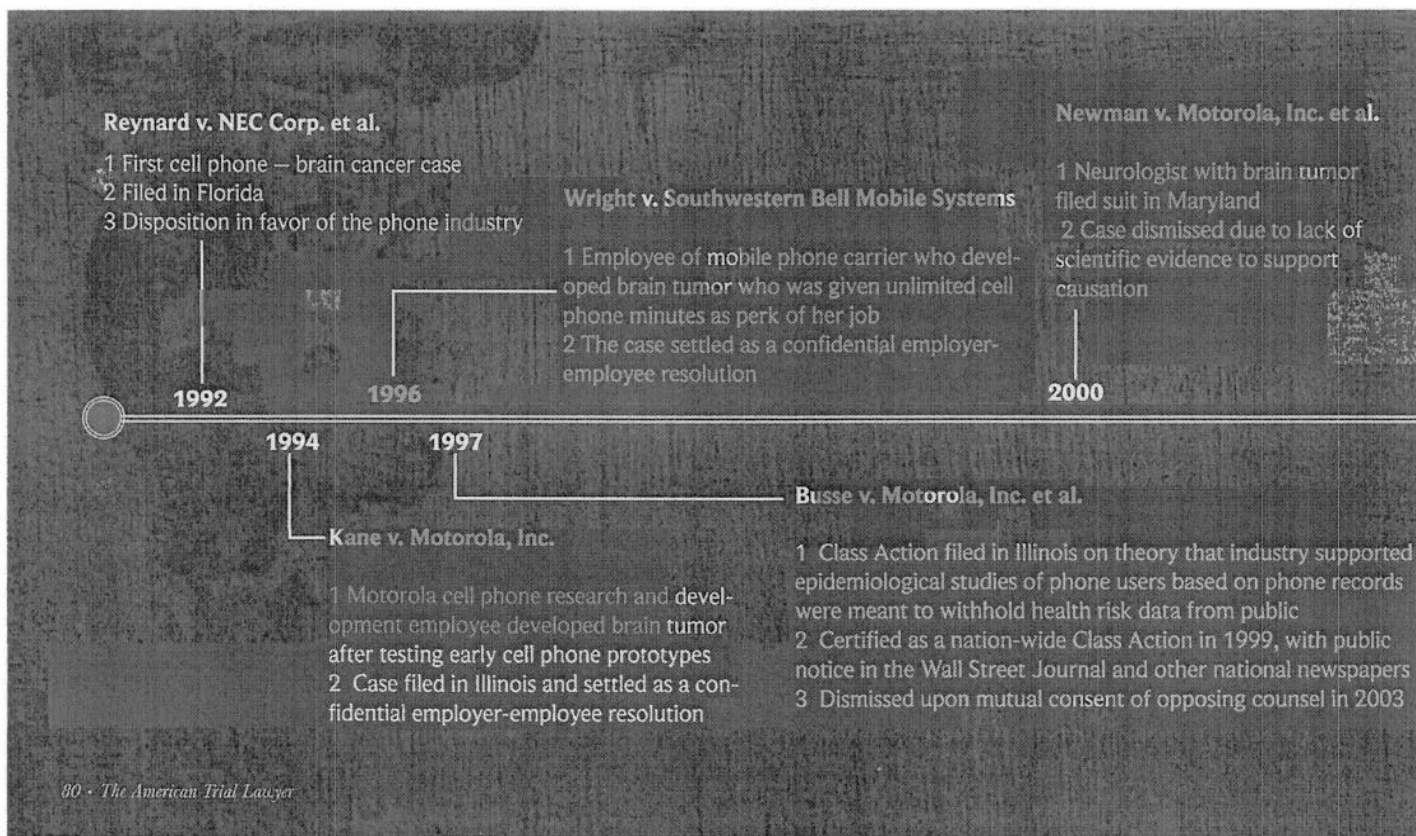 Reynard v. NEC Corp. et al.
1 First cell phone – brain cancer case
2 Filed in Florida
3 Disposition in favor of the phone industry
1992
1994
Kane v. Motorola, Inc.
1 Motorola cell phone research and devel-
opment employee developed brain tumor
after testing early cell phone prototypes
2 Case filed in Illinois and settled as a con-
fidential employer-employee resolution
Wright v. Southwestern Bell Mobile Systems
1 Employee of mobile phone carrier who devel-
oped brain tumor who was given unlimited cell
phone minutes as perk of her job
2 The case settled as a confidential employer-
employee resolution
1996
1997
Busse v. Motorola, Inc. et al.
1 Class Action filed in Illinois on theory that industry supported
epidemiological studies of phone users based on phone records
were meant to withhold health risk data from public
2 Certified as a nation-wide Class Action in 1999, with public
notice in the Wall Street Journal and other national newspapers
3 Dismissed upon mutual consent of opposing counsel in 2003
Newman v. Motorola, Inc. et al.
1 Neurologist with brain tumor
filed suit in Maryland
2 Case dismissed due to lack of
scientific evidence to support
causation
2000
80 • The American Trial Lawyer